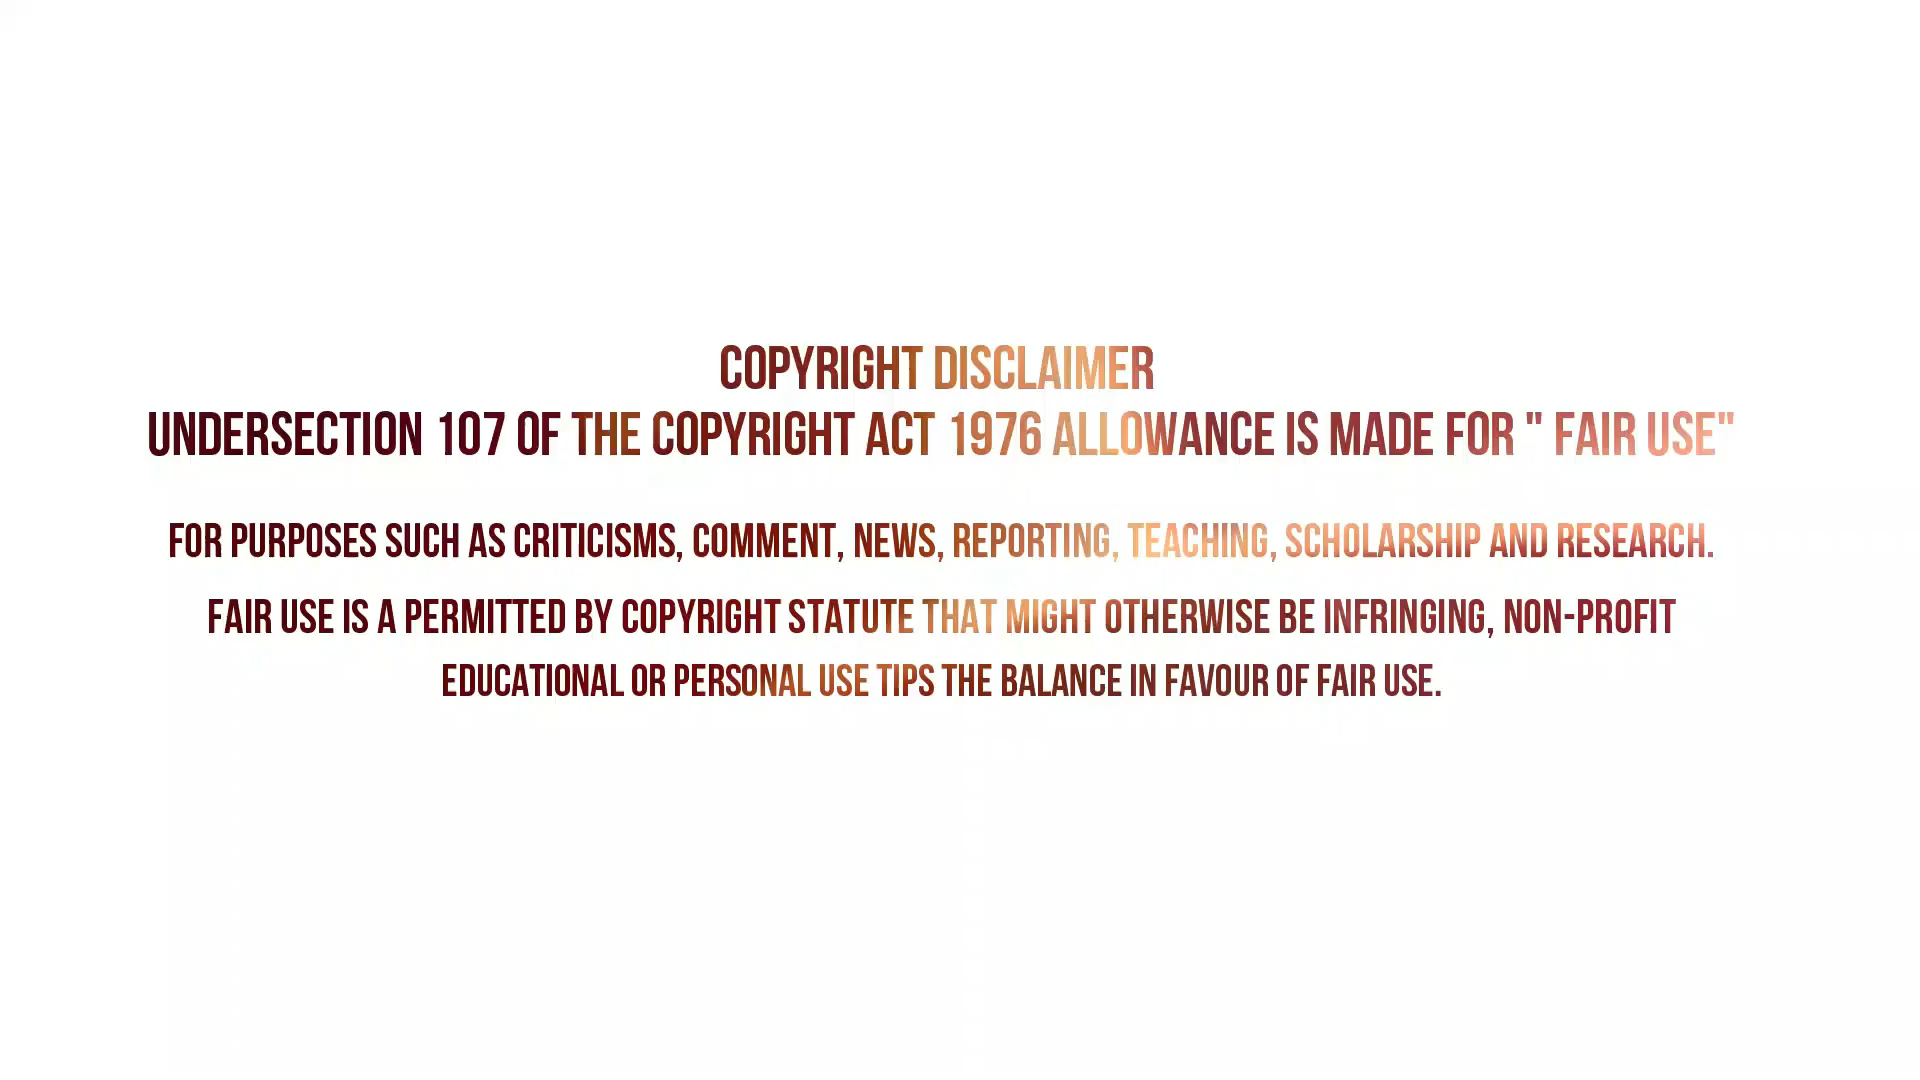 COPYRIGHT DISCLAIMER
UNDERSECTION 107 OF THE COPYRIGHT ACT 1976 ALLOWANCE IS MADE FOR " FAIR USE"
FOR PURPOSES SUCH AS CRITICISMS, COMMENT, NEWS, REPORTING, TEACHING, SCHOLARSHIP AND RESEARCH.
FAIR USE IS A PERMITTED BY COPYRIGHT STATUTE THAT MIGHT OTHERWISE BE INFRINGING, NON-PROFIT
EDUCATIONAL OR PERSONAL USE TIPS THE BALANCE IN FAVOUR OF FAIR USE.